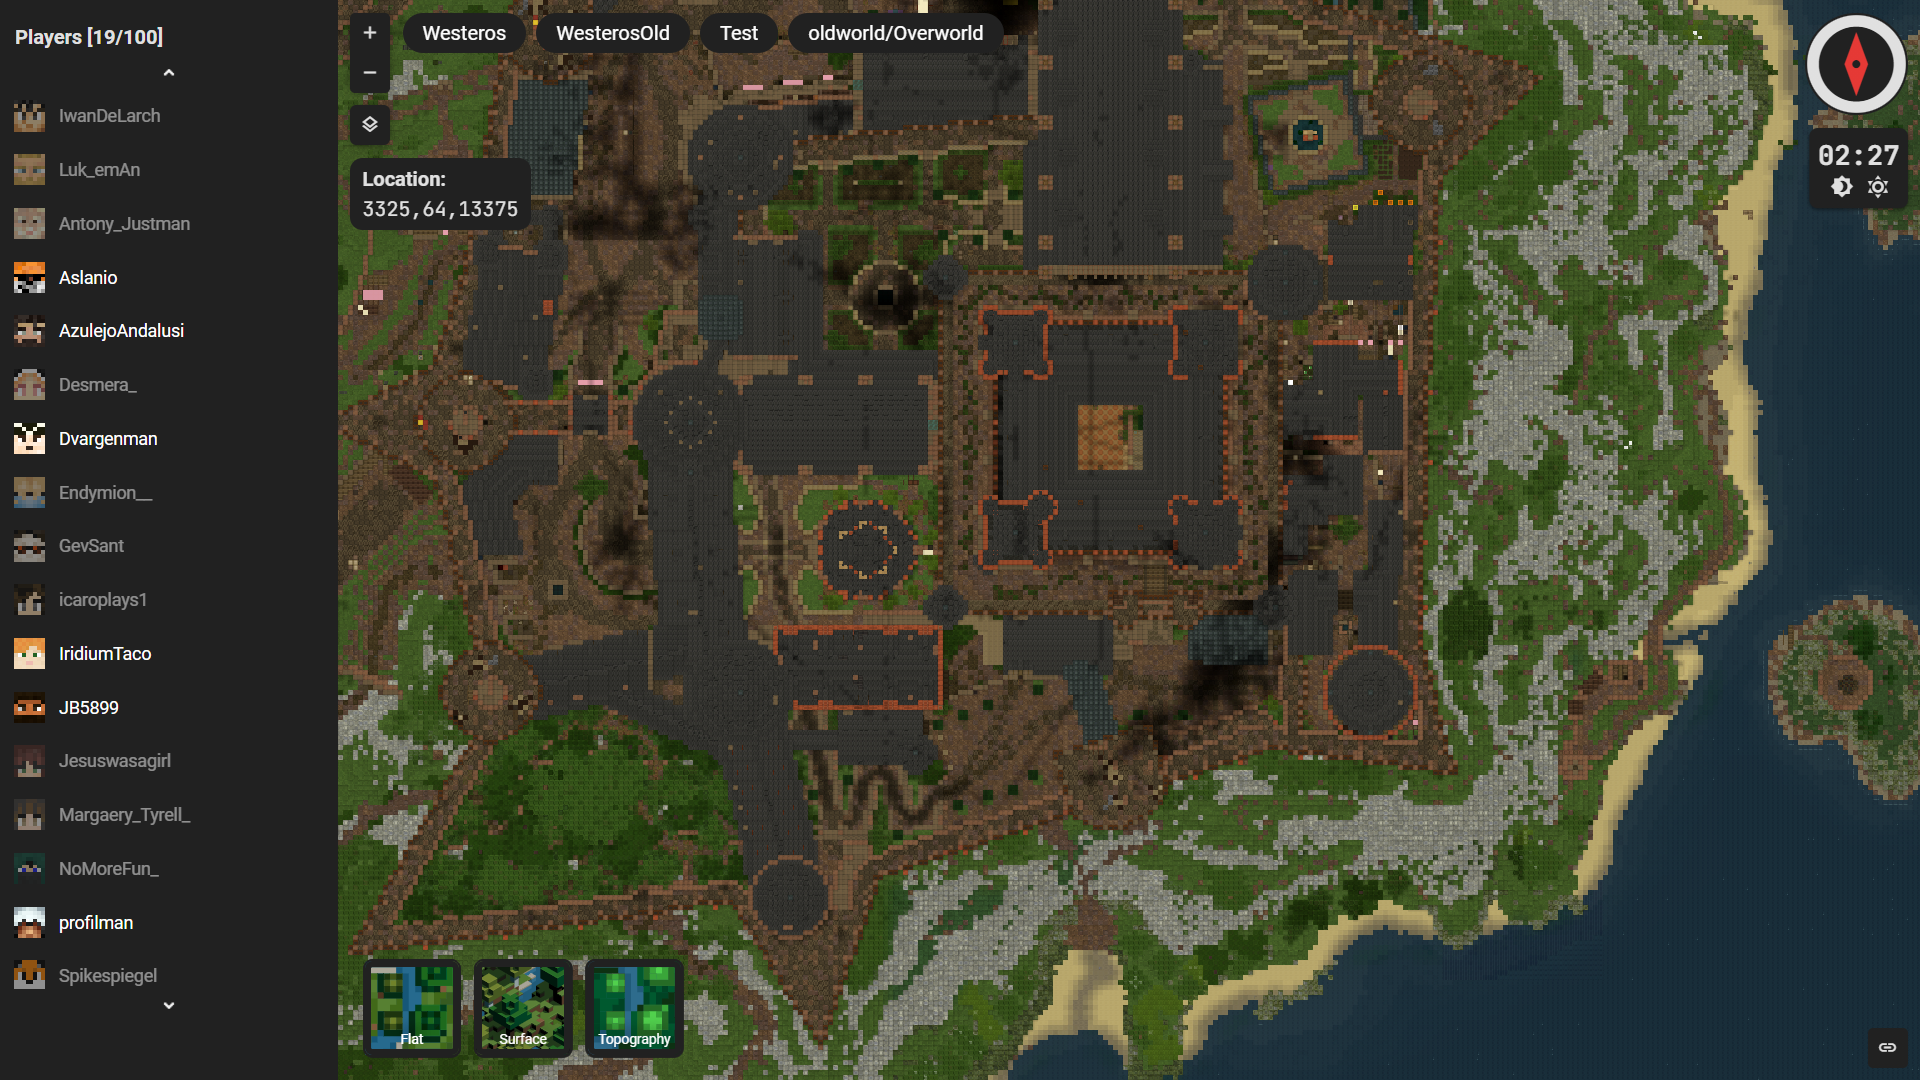 Players [19/100]
IwanDeLarch
Luk_emAn
Antony_Justman
Aslanio
AzulejoAndalusi
Desmera_
Dvargenman
Endymion__
GevSant
icaroplays1
IridiumTaco
JB5899
Jesuswasagirl
Margaery_Tyrell_
NoMoreFun_
profilman
Spikespiegel
+
−
Westeros
WesterosOld
Test
oldworld/Overworld
Location:
3325,64,13375
02:27
Flat
Surface
Topography